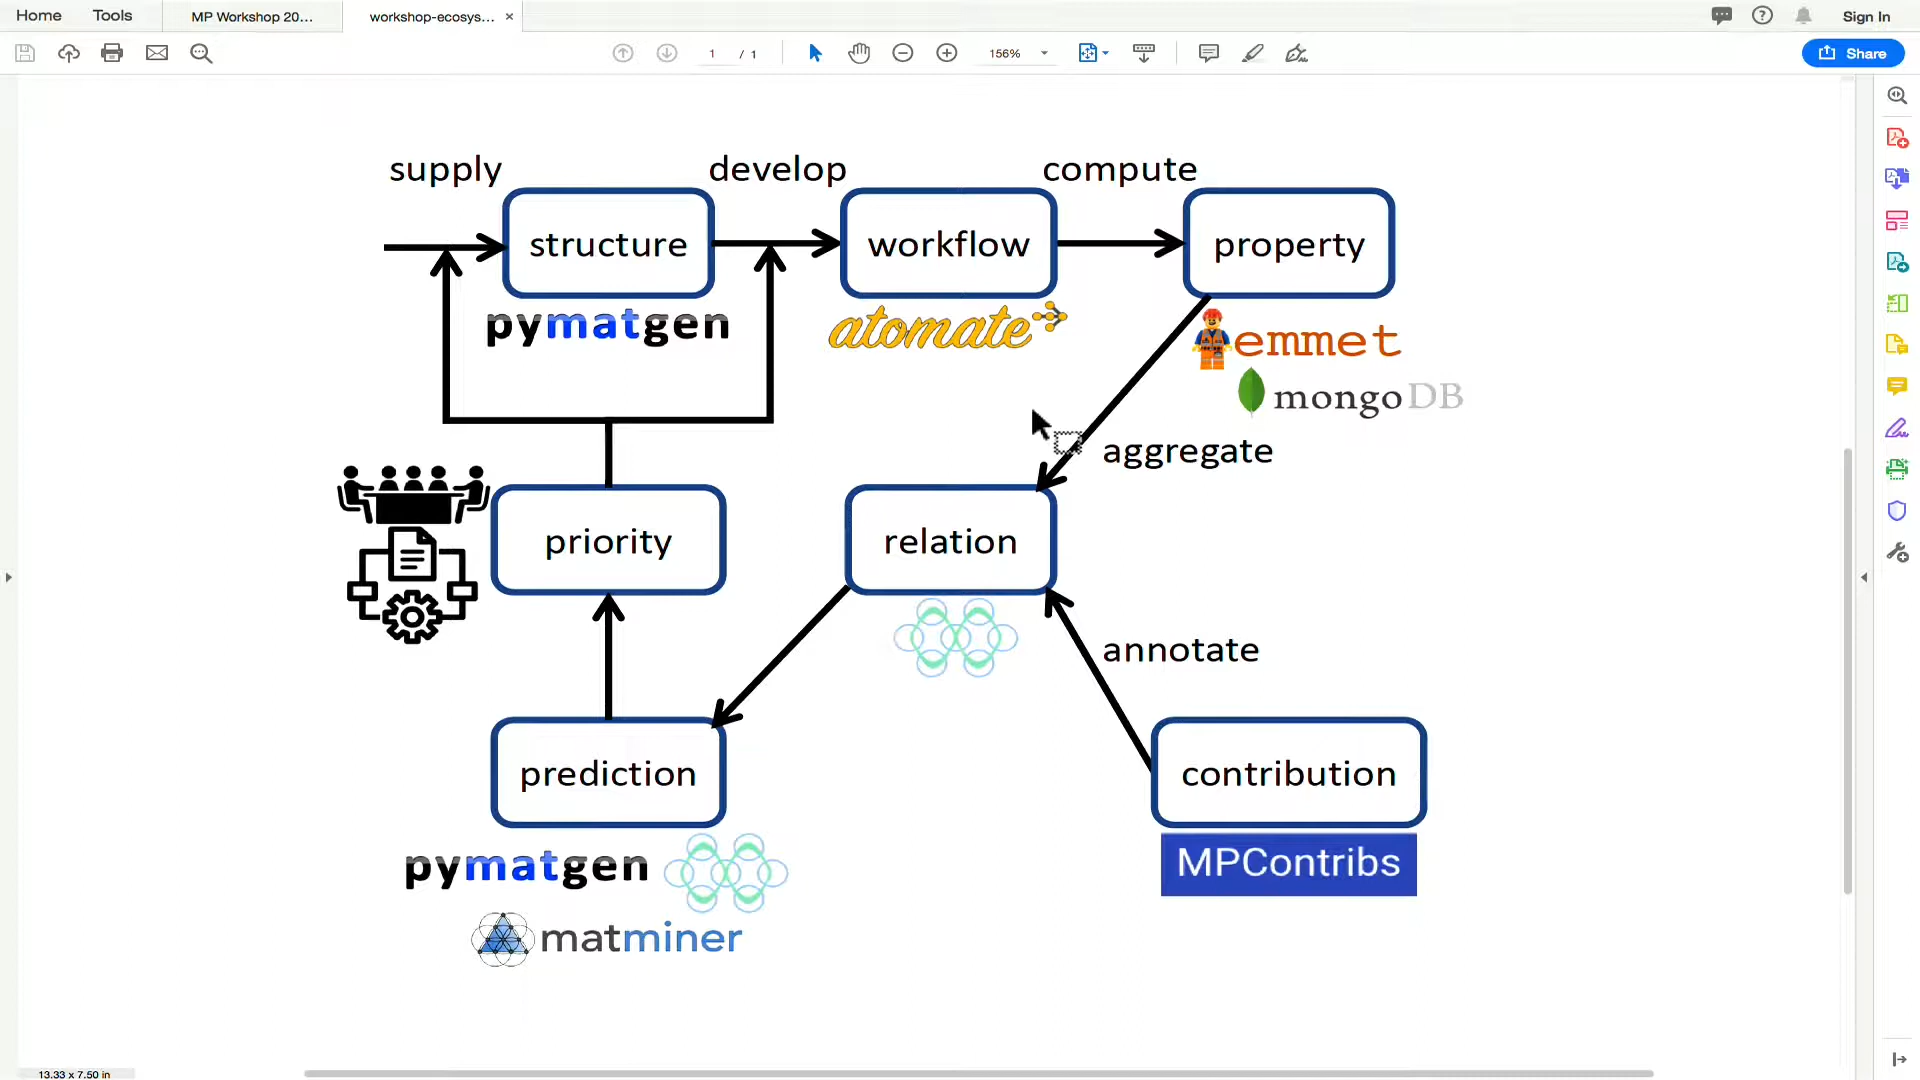 Home
Tools
MP Workshop 20...
workshop-ecosys...
Sign In
1 / 1
156%
Share
supply
develop
compute
structure
workflow
property
pymatgen
atomate
emmet
mongoDB
aggregate
priority
relation
annotate
prediction
contribution
pymatgen
MPContribs
matminer
13.33 x 7.50 in